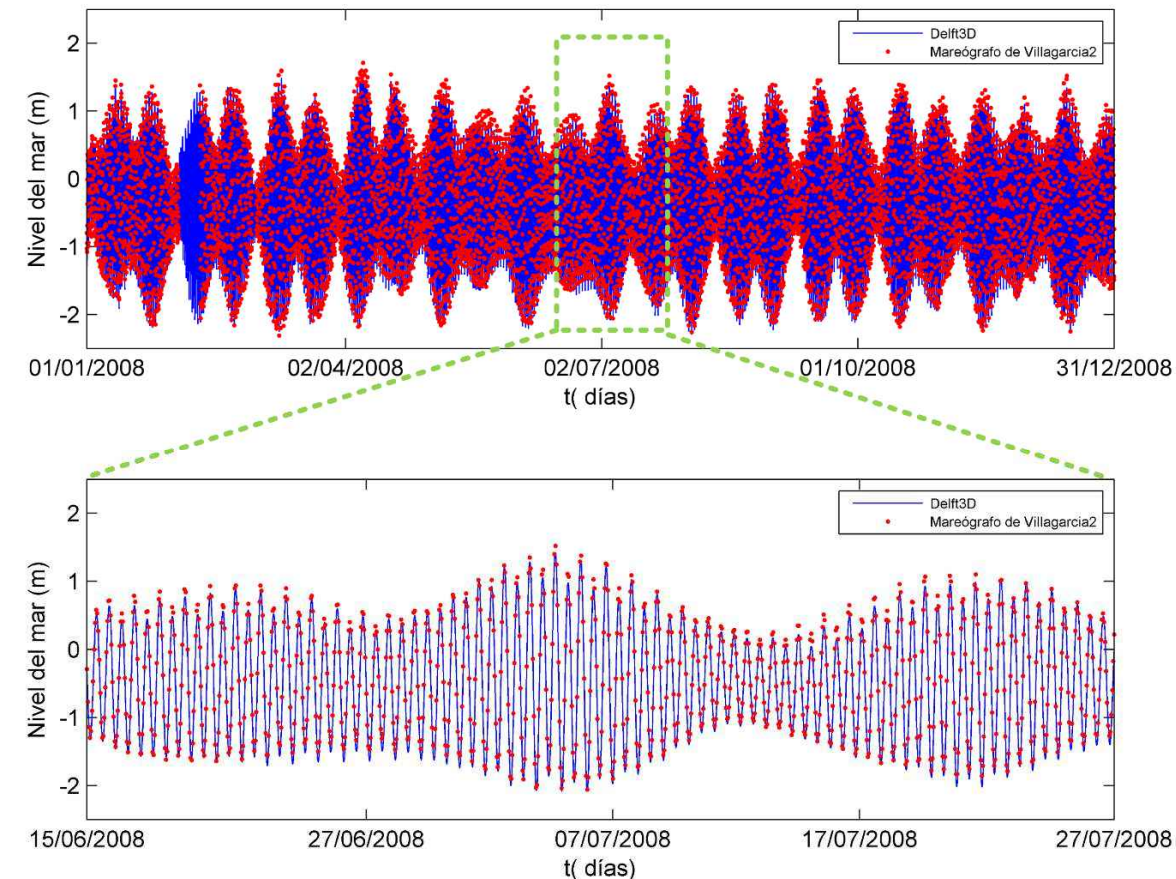 Delft3D
Mareógrafo de Villagarcia2
Nivel del mar (m)
2
1
0
-1
-2
01/01/2008 02/04/2008 02/07/2008 01/10/2008 31/12/2008
t( días)
Delft3D
Mareógrafo de Villagarcia2
Nivel del mar (m)
2
1
0
-1
-2
15/06/2008 27/06/2008 07/07/2008 17/07/2008 27/07/2008
t( días)